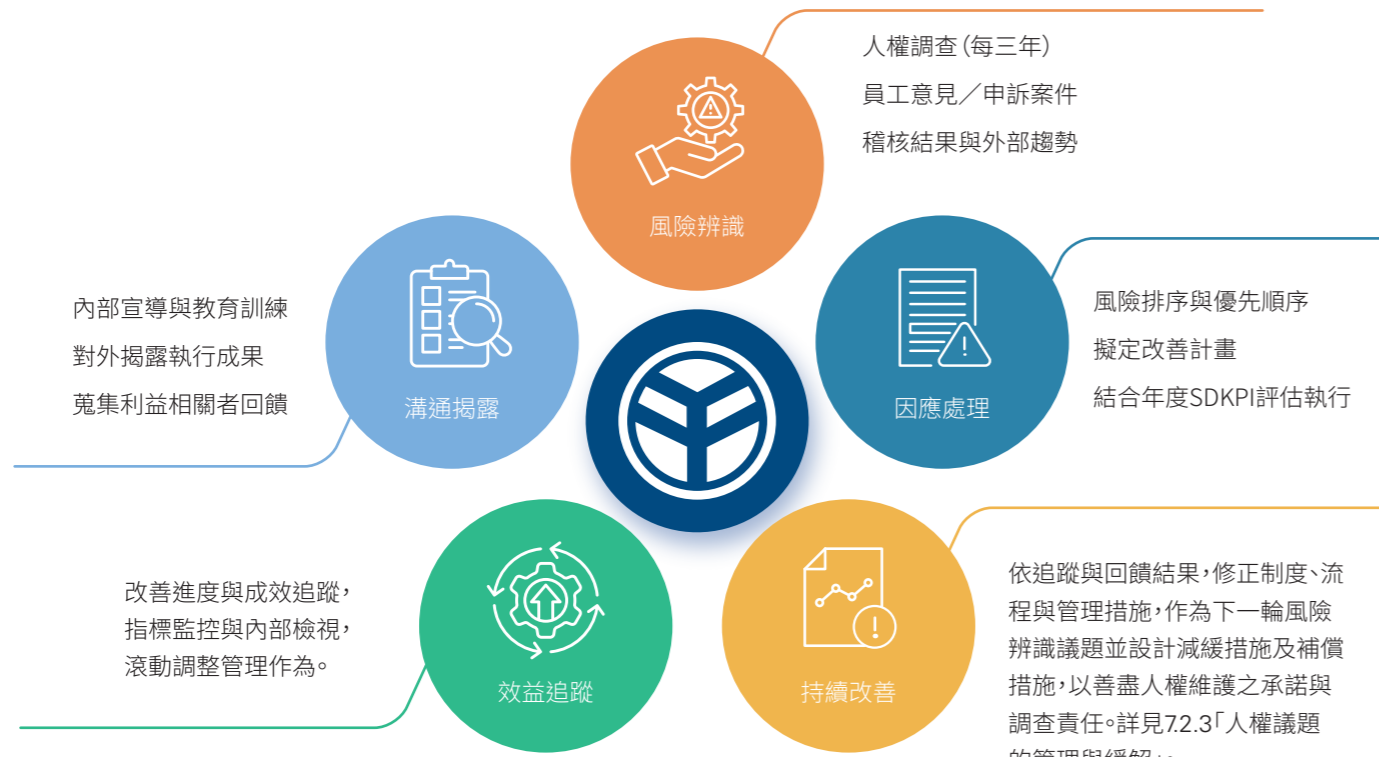 人權調查（每三年）
員工意見／申訴案件
稽核結果與外部趨勢
風險辨識
風險排序與優先順序
擬定改善計畫
結合年度SDKPI評估執行
因應處理
依追蹤與回饋結果，修正制度、流
程與管理措施，作為下一輪風險
辨識議題並設計減緩措施及補償
措施，以善盡人權維護之承諾與
調查責任。詳見7.2.3「人權議題
持續改善
改善進度與成效追蹤，
指標監控與內部檢視，
滾動調整管理作為。
效益追蹤
內部宣導與教育訓練
對外揭露執行成果
蒐集利益相關者回饋
溝通揭露